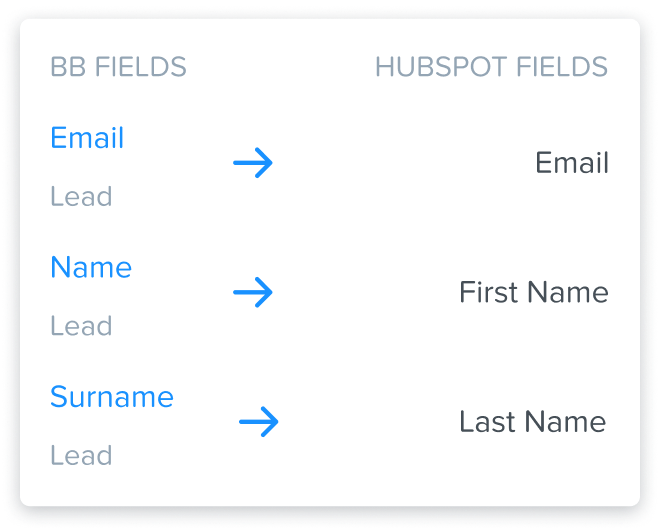 BB FIELDS HUBSPOT FIELDS
Email
Lead
Email
Name
Lead
First Name
Surname
Lead
Last Name